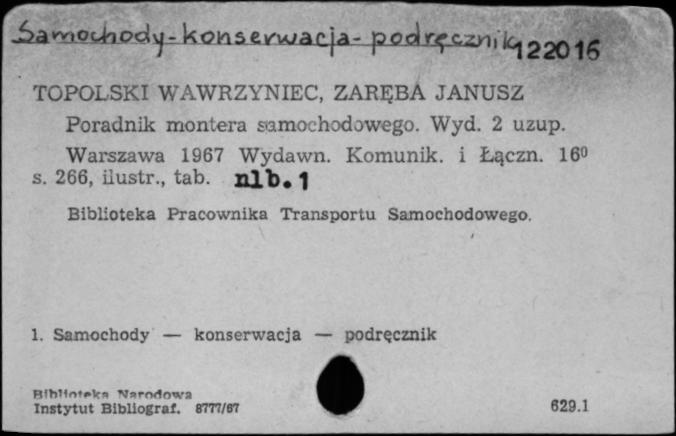 Samochody-konserwacja-podręcznik
122016
TOPOLSKI WAWRZYNIEC, ZARĘBA JANUSZ
Poradnik montera samochodowego. Wyd. 2 uzup.
Warszawa 1967 Wydawn. Komunik. i Łączn. 16⁰
s. 266, ilustr., tab. nlb. 1
Biblioteka Pracownika Transportu Samochodowego.
1. Samochody — konserwacja — podręcznik
Biblioteka Narodowa
Instytut Bibliograf. 8777/67
629.1